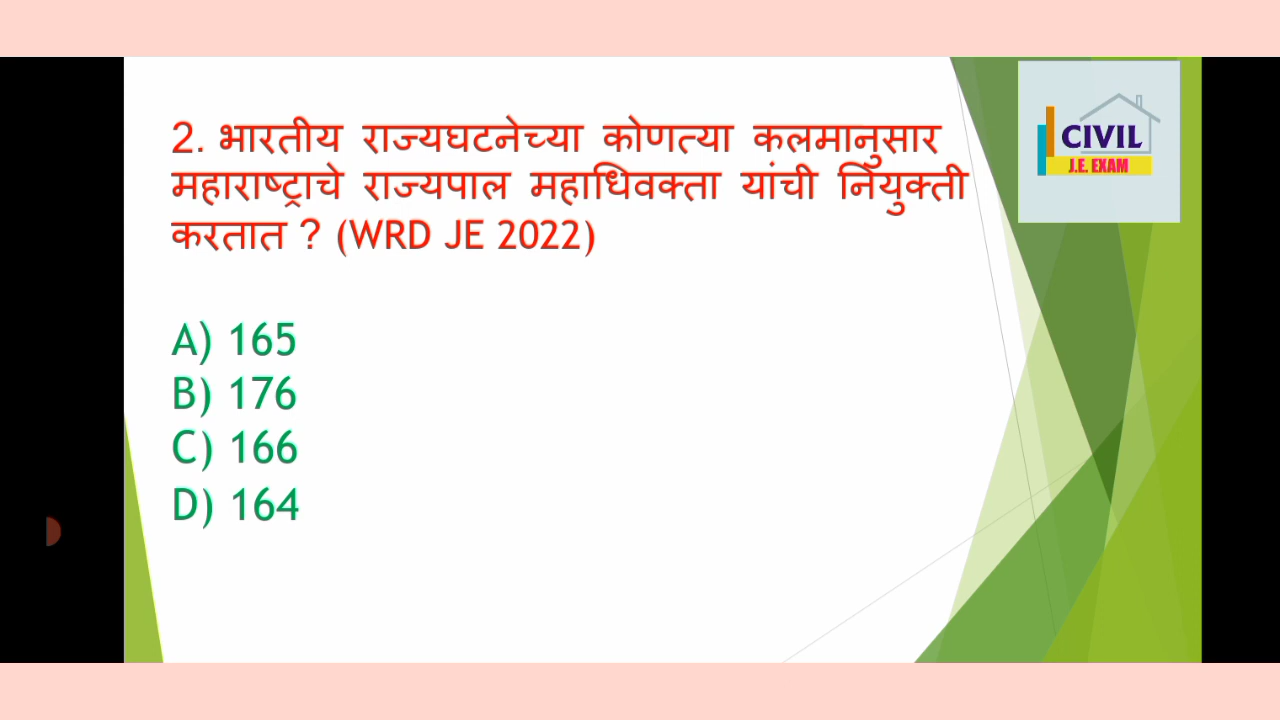 2. भारतीय राज्यघटनेच्या कोणत्या कलमानुसार
महाराष्ट्राचे राज्यपाल महाधिवक्ता यांची नियुक्ती
करतात ? (WRD JE 2022)
A) 165
B) 176
C) 166
D) 164
CIVIL
J.E. EXAM